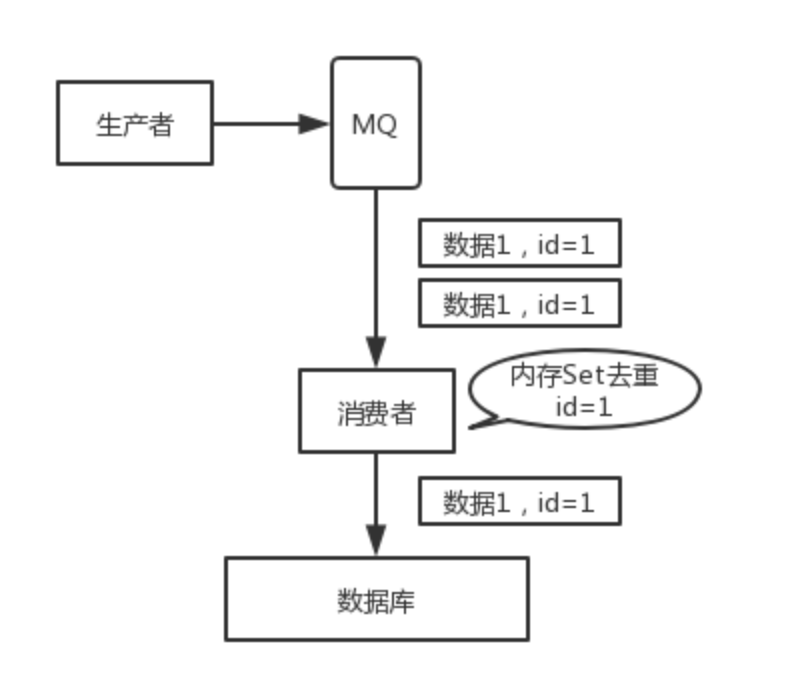 生产者
MQ
数据1，id=1
数据1，id=1
内存Set去重
id=1
消费者
数据1，id=1
数据库